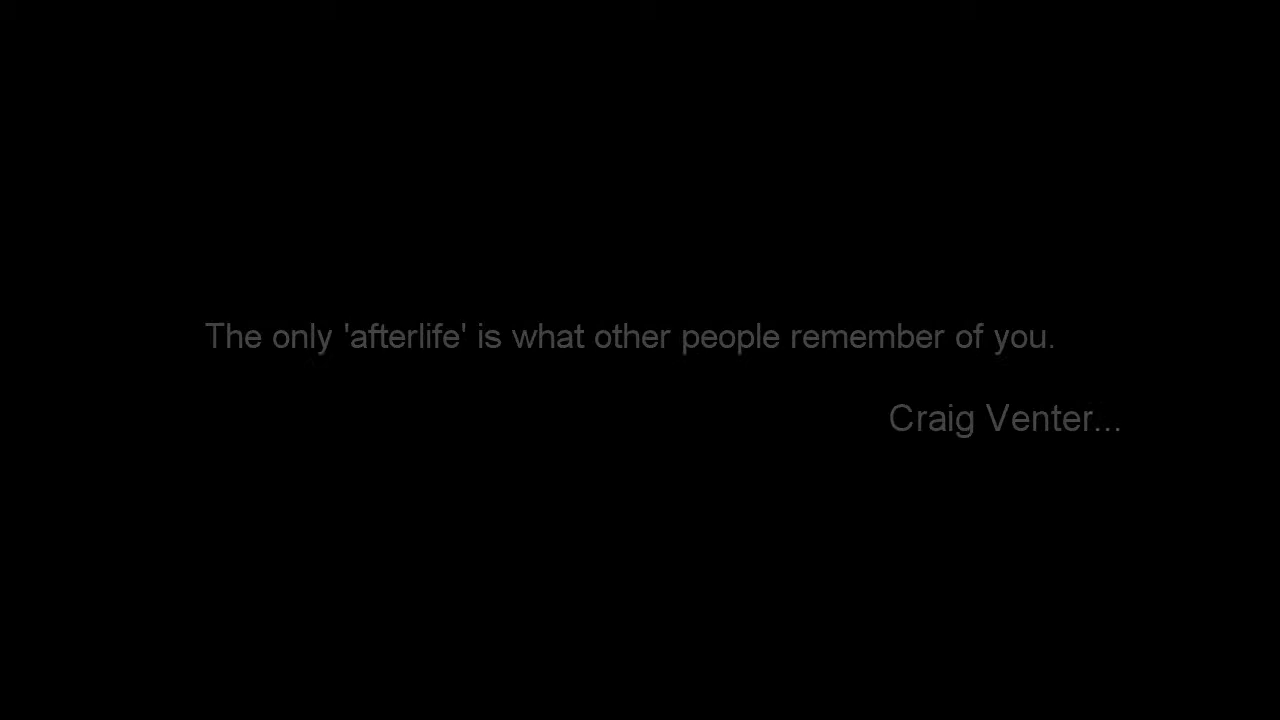 The only 'afterlife' is what other people remember of you.
Craig Venter...